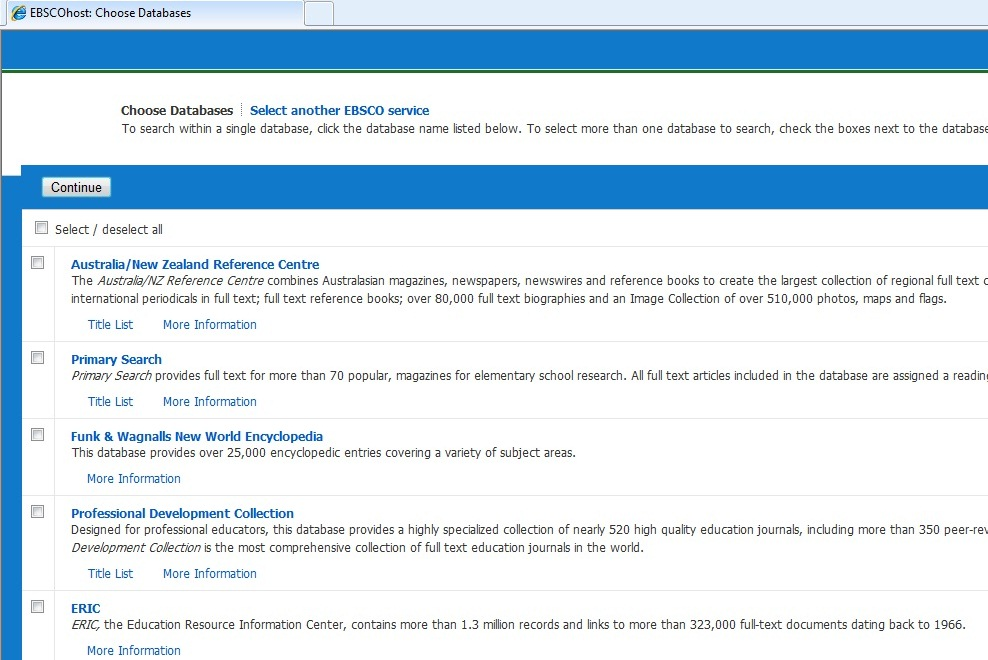 EBSCOhost: Choose Databases
Choose Databases Select another EBSCO service
To search within a single database, click the database name listed below. To select more than one database to search, check the boxes next to the database
Continue
Select / deselect all
Australia/New Zealand Reference Centre
The Australia/NZ Reference Centre combines Australasian magazines, newspapers, newswires and reference books to create the largest collection of regional full text
international periodicals in full text; full text reference books; over 80,000 full text biographies and an Image Collection of over 510,000 photos, maps and flags.
Title List More Information
Primary Search
Primary Search provides full text for more than 70 popular, magazines for elementary school research. All full text articles included in the database are assigned a reading
Title List More Information
Funk & Wagnalls New World Encyclopedia
This database provides over 25,000 encyclopedic entries covering a variety of subject areas.
More Information
Professional Development Collection
Designed for professional educators, this database provides a highly specialized collection of nearly 520 high quality education journals, including more than 350 peer-rev
Development Collection is the most comprehensive collection of full text education journals in the world.
Title List More Information
ERIC
ERIC, the Education Resource Information Center, contains more than 1.3 million records and links to more than 323,000 full-text documents dating back to 1966.
More Information